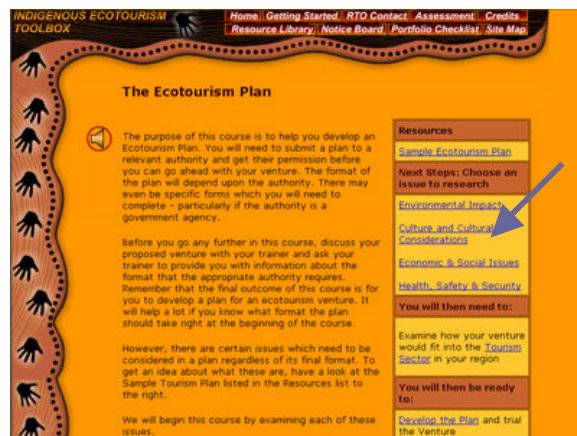 INDIGENOUS ECOTOURISM
TOOLBOX
Home Getting Started RTO Contact Assessment Credits
Resource Library Notice Board Portfolio Checklist Site Map
The Ecotourism Plan
The purpose of this course is to help you develop an
Ecotourism Plan. You will need to submit a plan to a
relevant authority and get their permission before
you can go ahead with your venture. The format of
the plan will depend upon the authority. There may
even be specific forms which you will need to
complete – particularly if the authority is a
government agency.
Before you go any further in this course, discuss your
proposed venture with your trainer and ask your
trainer to provide you with information about the
format that the appropriate authority requires.
Remember that the final outcome of this course is for
you to develop a plan for an ecotourism venture. It
will help a lot if you know what format the plan
should take right at the beginning of the course.
However, there are certain issues which need to be
considered in a plan regardless of its final format. To
get an idea about what these are, have a look at the
Sample Tourism Plan listed in the Resources list to
the right.
We will begin this course by examining each of these
issues.
Resources
Sample Ecotourism Plan
Next Steps: Choose an
issue to research
Environmental Impact
Culture and Cultural
Considerations
Economic & Social Issues
Health, Safety & Security
You will then need to:
Examine how your venture
would fit into the Tourism
Sector in your region
You will then be ready
to:
Develop the Plan and trial
the Venture